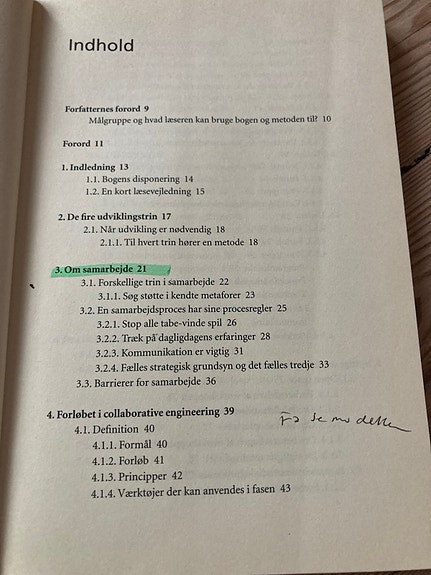 Indhold
Forfatternes forord 9
Målgruppe og hvad læseren kan bruge bogen og metoden til? 10
Forord 11
1. Indledning 13
1.1. Bogens disponering 14
1.2. En kort læsevejledning 15
2. De fire udviklingstrin 17
2.1. Når udvikling er nødvendig 18
2.1.1. Til hvert trin hører en metode 18
3. Om samarbejde 21
3.1. Forskellige trin i samarbejde 22
3.1.1. Søg støtte i kendte metaforer 23
3.2. En samarbejdsproces har sine procesregler 25
3.2.1. Stop alle tabe-vinde spil 26
3.2.2. Træk på dagligdagens erfaringer 28
3.2.3. Kommunikation er vigtig 31
3.2.4. Fælles strategisk grundsyn og det fælles tredje 33
3.3. Barrierer for samarbejde 36
4. Forløbet i collaborative engineering 39
4.1. Definition 40
4.1.1. Formål 40
4.1.2. Forløb 41
4.1.3. Principper 42
4.1.4. Værktøjer der kan anvendes i fasen 43